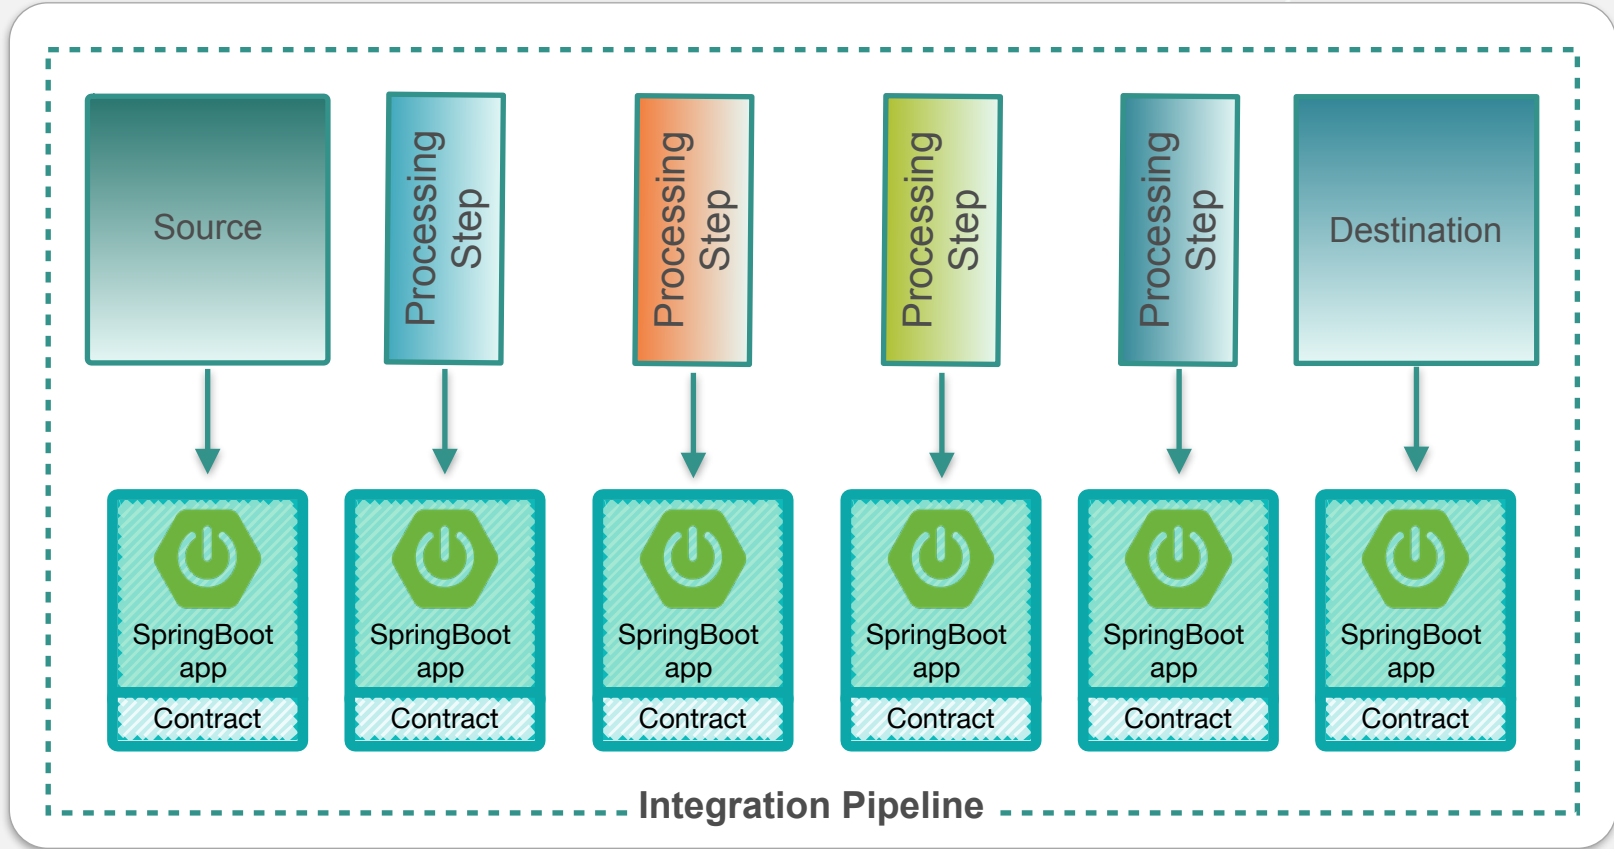 Source
Processing
Step
Processing
Step
Processing
Step
Processing
Step
Destination
SpringBoot
app
Contract
SpringBoot
app
Contract
SpringBoot
app
Contract
SpringBoot
app
Contract
SpringBoot
app
Contract
SpringBoot
app
Contract
Integration Pipeline